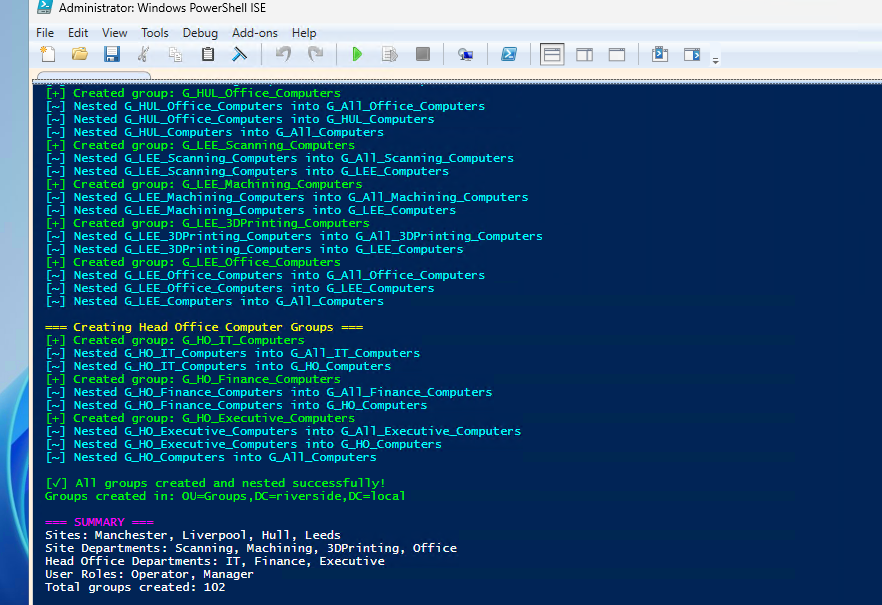 Administrator: Windows PowerShell ISE
File Edit View Tools Debug Add-ons Help
[+] Created group: G_HUL_Office_Computers
[~] Nested G_HUL_Office_Computers into G_All_Office_Computers
[~] Nested G_HUL_Office_Computers into G_HUL_Computers
[~] Nested G_HUL_Computers into G_All_Computers
[+] Created group: G_LEE_Scanning_Computers
[~] Nested G_LEE_Scanning_Computers into G_All_Scanning_Computers
[~] Nested G_LEE_Scanning_Computers into G_LEE_Computers
[+] Created group: G_LEE_Machining_Computers
[~] Nested G_LEE_Machining_Computers into G_All_Machining_Computers
[~] Nested G_LEE_Machining_Computers into G_LEE_Computers
[+] Created group: G_LEE_3DPrinting_Computers
[~] Nested G_LEE_3DPrinting_Computers into G_All_3DPrinting_Computers
[~] Nested G_LEE_3DPrinting_Computers into G_LEE_Computers
[+] Created group: G_LEE_Office_Computers
[~] Nested G_LEE_Office_Computers into G_All_Office_Computers
[~] Nested G_LEE_Office_Computers into G_LEE_Computers
[~] Nested G_LEE_Computers into G_All_Computers
=== Creating Head Office Computer Groups ===
[+] Created group: G_HO_IT_Computers
[~] Nested G_HO_IT_Computers into G_All_IT_Computers
[~] Nested G_HO_IT_Computers into G_HO_Computers
[+] Created group: G_HO_Finance_Computers
[~] Nested G_HO_Finance_Computers into G_All_Finance_Computers
[~] Nested G_HO_Finance_Computers into G_HO_Computers
[+] Created group: G_HO_Executive_Computers
[~] Nested G_HO_Executive_Computers into G_All_Executive_Computers
[~] Nested G_HO_Executive_Computers into G_HO_Computers
[~] Nested G_HO_Computers into G_All_Computers
[✓] All groups created and nested successfully!
Groups created in: OU=Groups,DC=riverside,DC=local
=== SUMMARY ===
Sites: Manchester, Liverpool, Hull, Leeds
Site Departments: Scanning, Machining, 3DPrinting, Office
Head Office Departments: IT, Finance, Executive
User Roles: Operator, Manager
Total groups created: 102